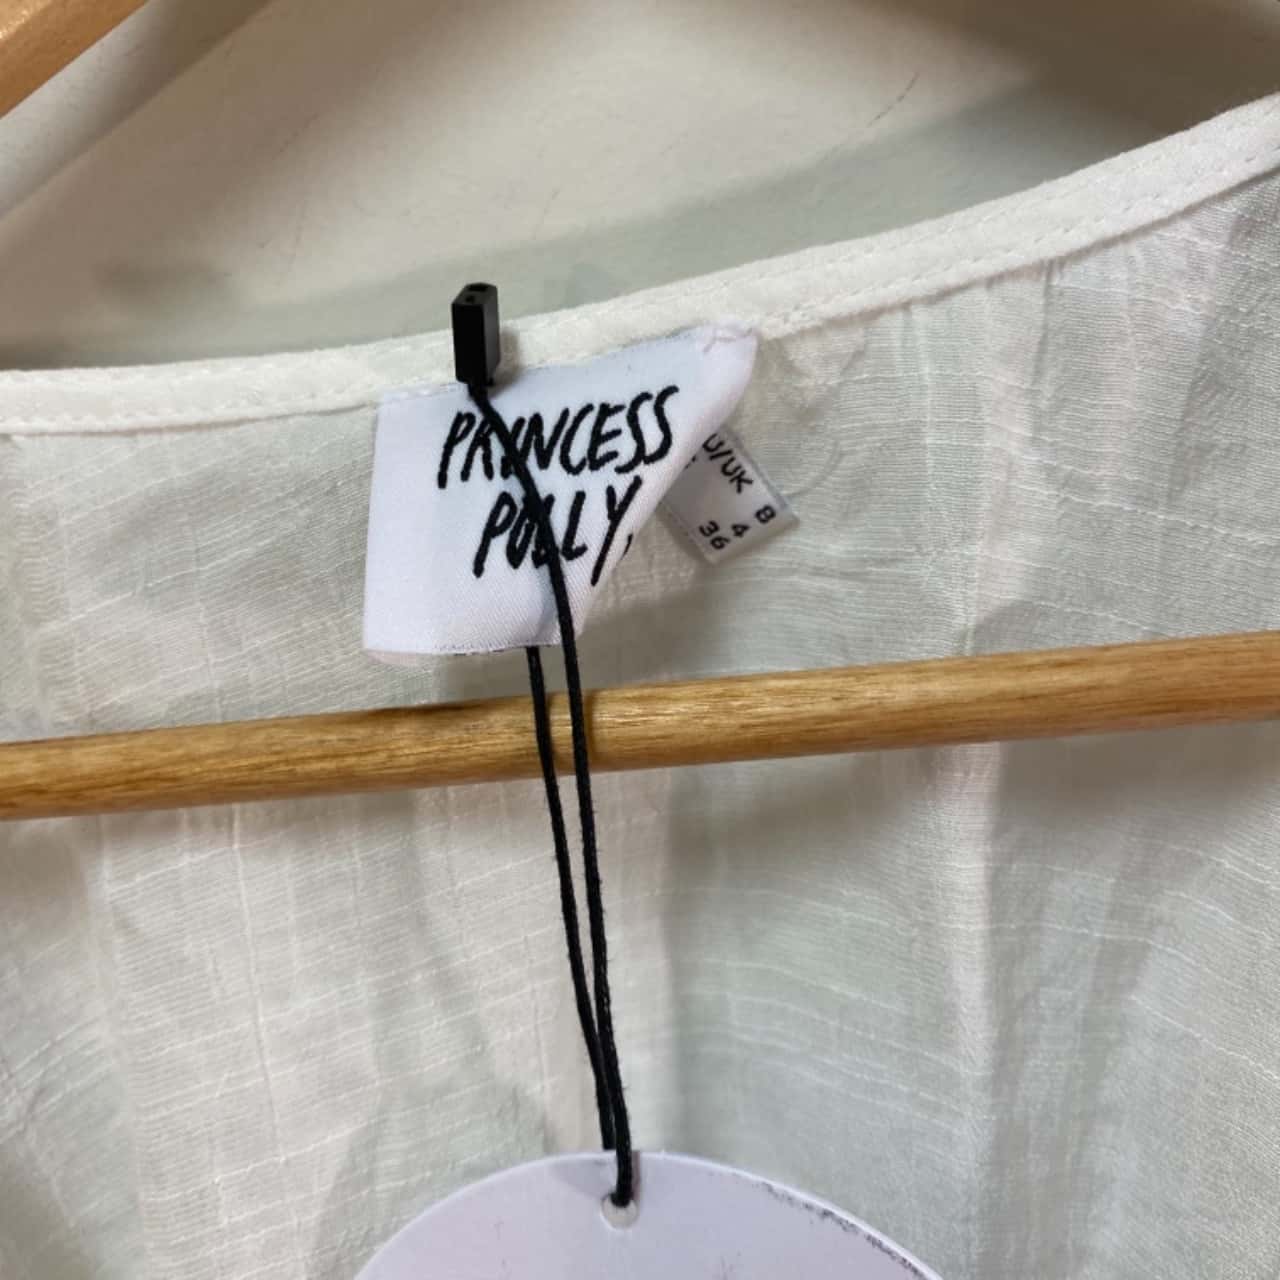 PRINCESS
POLLY,
U/UK 8
4
36